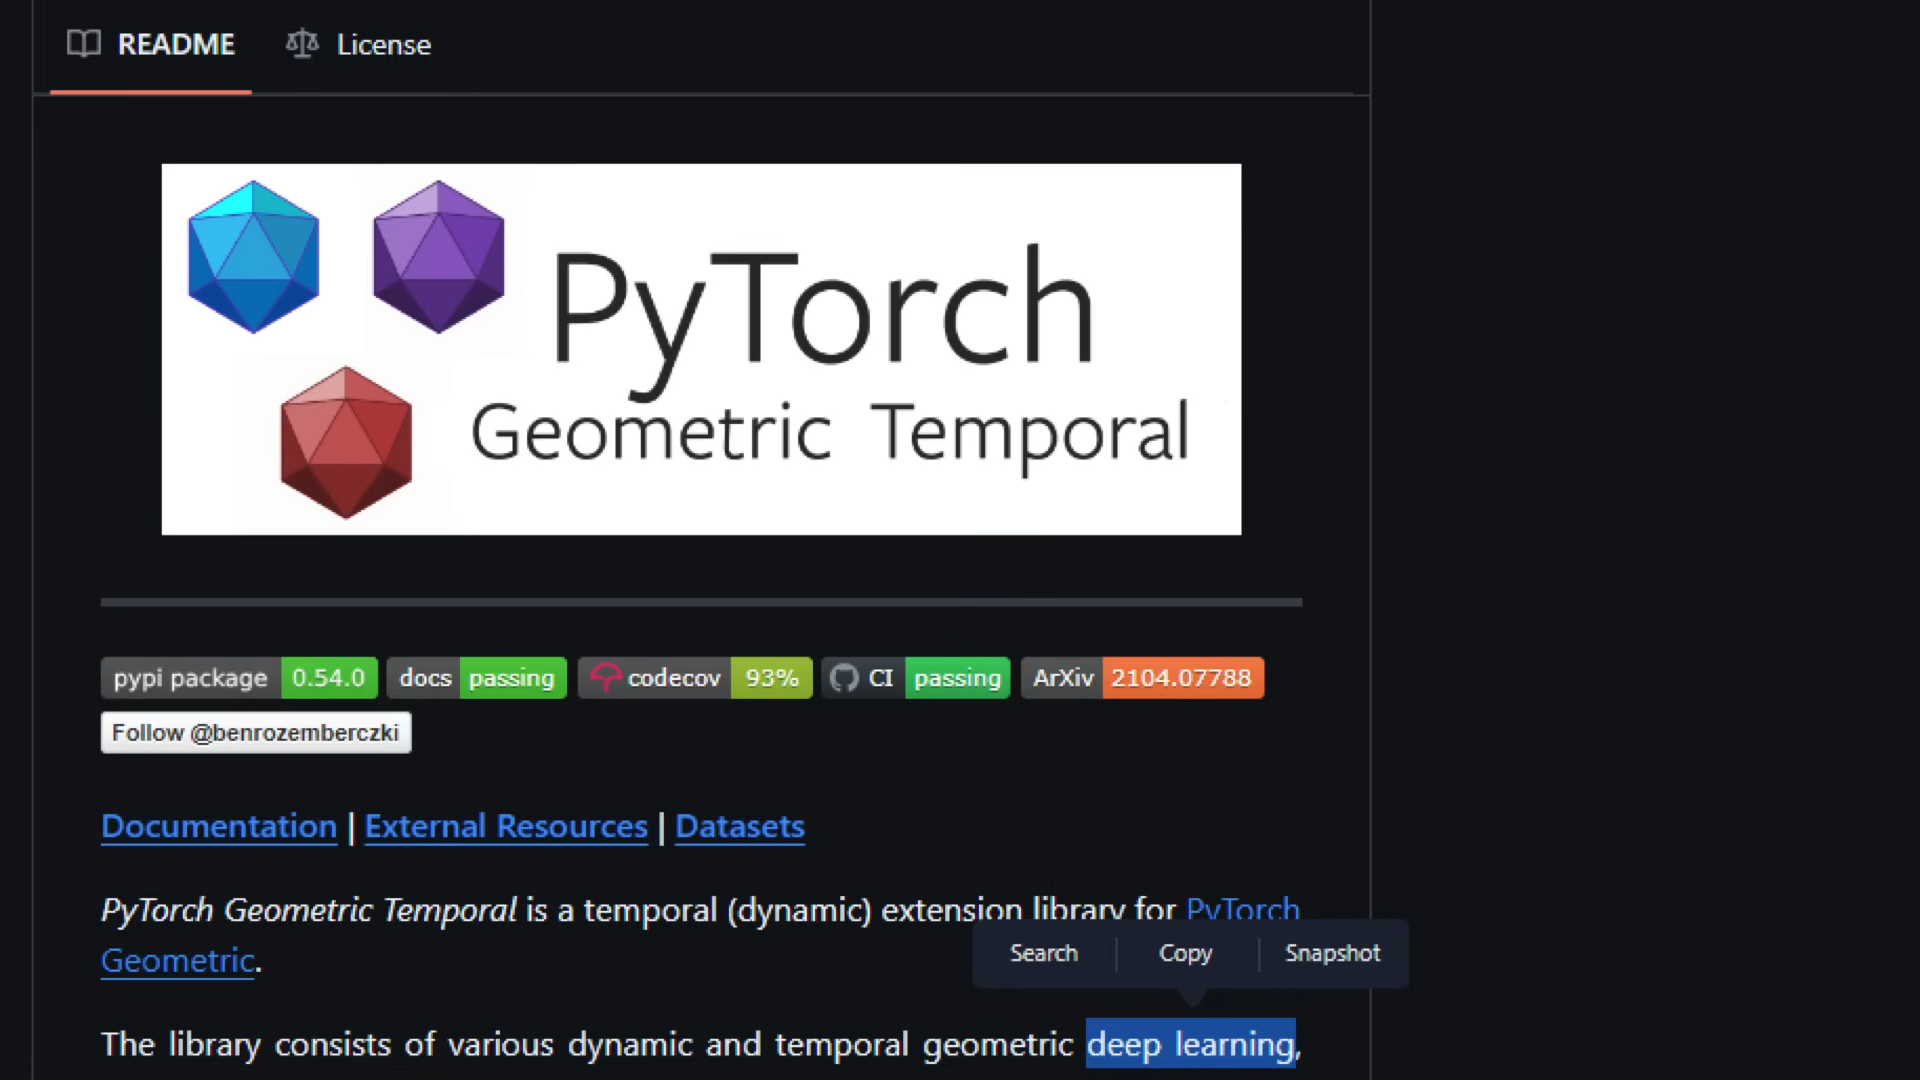 README License
PyTorch
Geometric Temporal
pypi package 0.54.0 docs passing codecov 93% CI passing ArXiv 2104.07788
Follow @benrozemberczki
Documentation | External Resources | Datasets
PyTorch Geometric Temporal is a temporal (dynamic) extension library for PyTorch
Geometric.
Search Copy Snapshot
The library consists of various dynamic and temporal geometric deep learning,